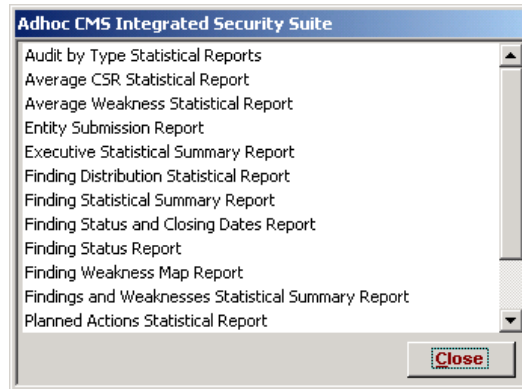 Adhoc CMS Integrated Security Suite
Audit by Type Statistical Reports
Average CSR Statistical Report
Average Weakness Statistical Report
Entity Submission Report
Executive Statistical Summary Report
Finding Distribution Statistical Report
Finding Statistical Summary Report
Finding Status and Closing Dates Report
Finding Status Report
Finding Weakness Map Report
Findings and Weaknesses Statistical Summary Report
Planned Actions Statistical Report
Close